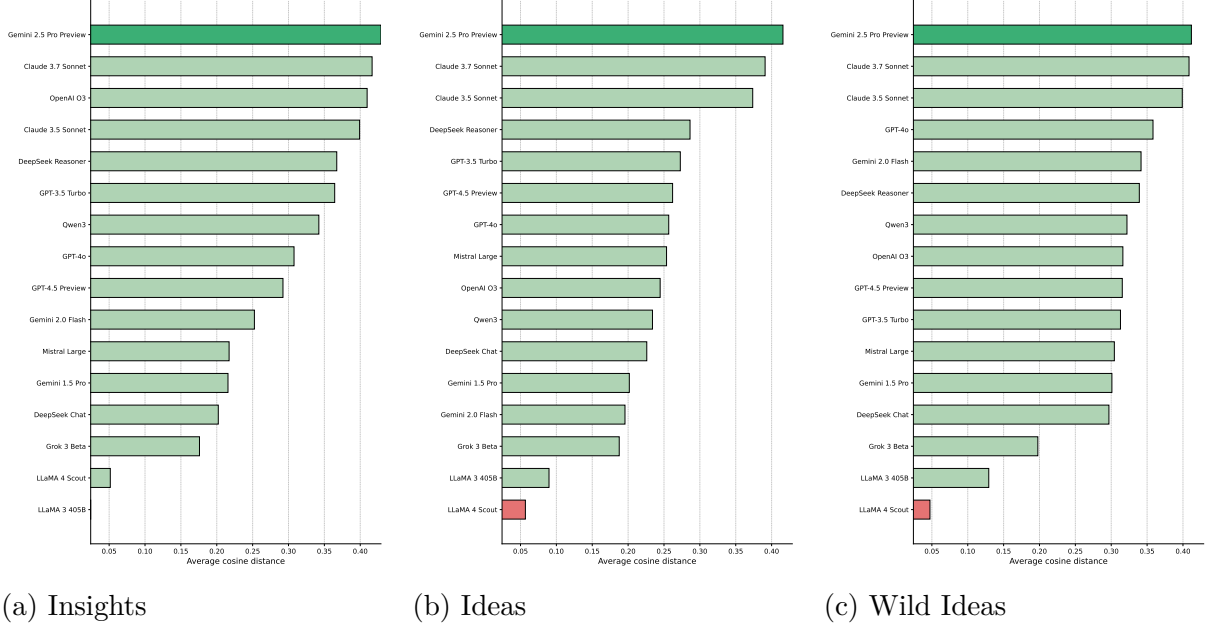 Gemini 2.5 Pro Preview
Claude 3.7 Sonnet
OpenAI O3
Claude 3.5 Sonnet
DeepSeek Reasoner
GPT-3.5 Turbo
Qwen3
GPT-4o
GPT-4.5 Preview
Gemini 2.0 Flash
Mistral Large
Gemini 1.5 Pro
DeepSeek Chat
Grok 3 Beta
LLaMA 4 Scout
LLaMA 3 405B
0.05 0.10 0.15 0.20 0.25 0.30 0.35 0.40
Average cosine distance
(a) Insights
Gemini 2.5 Pro Preview
Claude 3.7 Sonnet
Claude 3.5 Sonnet
DeepSeek Reasoner
GPT-3.5 Turbo
GPT-4.5 Preview
GPT-4o
Mistral Large
OpenAI O3
Qwen3
DeepSeek Chat
Gemini 1.5 Pro
Gemini 2.0 Flash
Grok 3 Beta
LLaMA 3 405B
LLaMA 4 Scout
0.05 0.10 0.15 0.20 0.25 0.30 0.35 0.40
Average cosine distance
(b) Ideas
Gemini 2.5 Pro Preview
Claude 3.7 Sonnet
Claude 3.5 Sonnet
GPT-4o
Gemini 2.0 Flash
DeepSeek Reasoner
Qwen3
OpenAI O3
GPT-4.5 Preview
GPT-3.5 Turbo
Mistral Large
Gemini 1.5 Pro
DeepSeek Chat
Grok 3 Beta
LLaMA 3 405B
LLaMA 4 Scout
0.05 0.10 0.15 0.20 0.25 0.30 0.35 0.40
Average cosine distance
(c) Wild Ideas